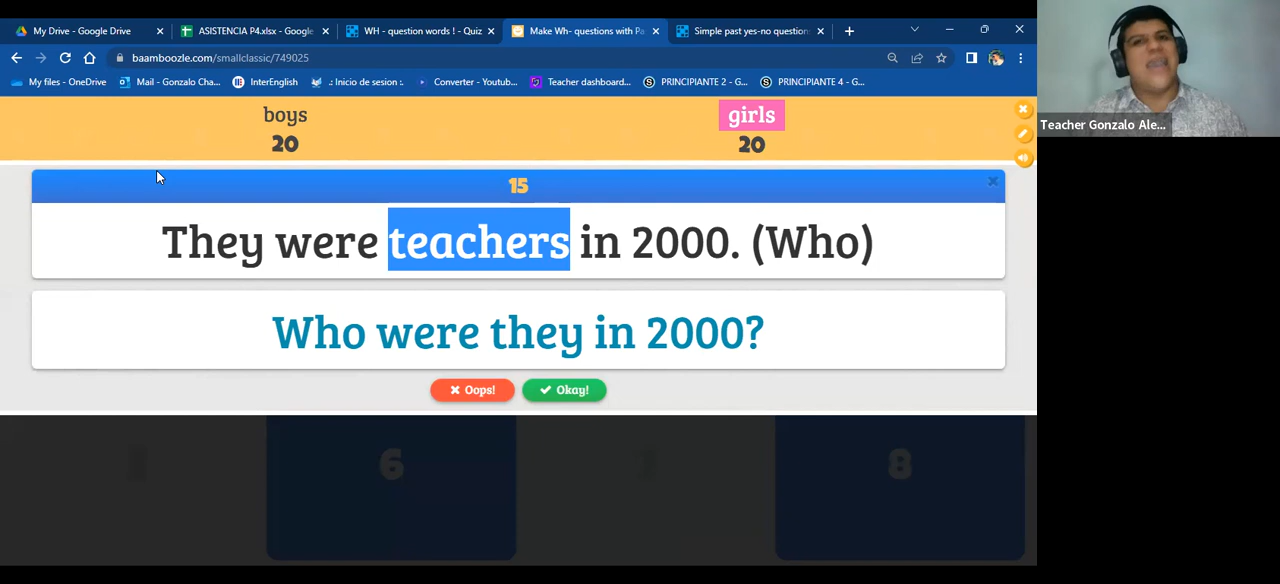 My Drive - Google Drive
ASISTENCIA P4.xlsx - Google
WH - question words ! - Quiz
Make Wh- questions with Pa
Simple past yes-no question
baamboozle.com/smallclassic/749025
My files - OneDrive
Mail - Gonzalo Cha...
InterEnglish
.: Inicio de sesion :.
Converter - Youtub...
Teacher dashboard...
PRINCIPIANTE 2 - G...
PRINCIPIANTE 4 - G...
boys
20
girls
20
Teacher Gonzalo Ale...
15
They were teachers in 2000. (Who)
Who were they in 2000?
Oops!
Okay!
6
8